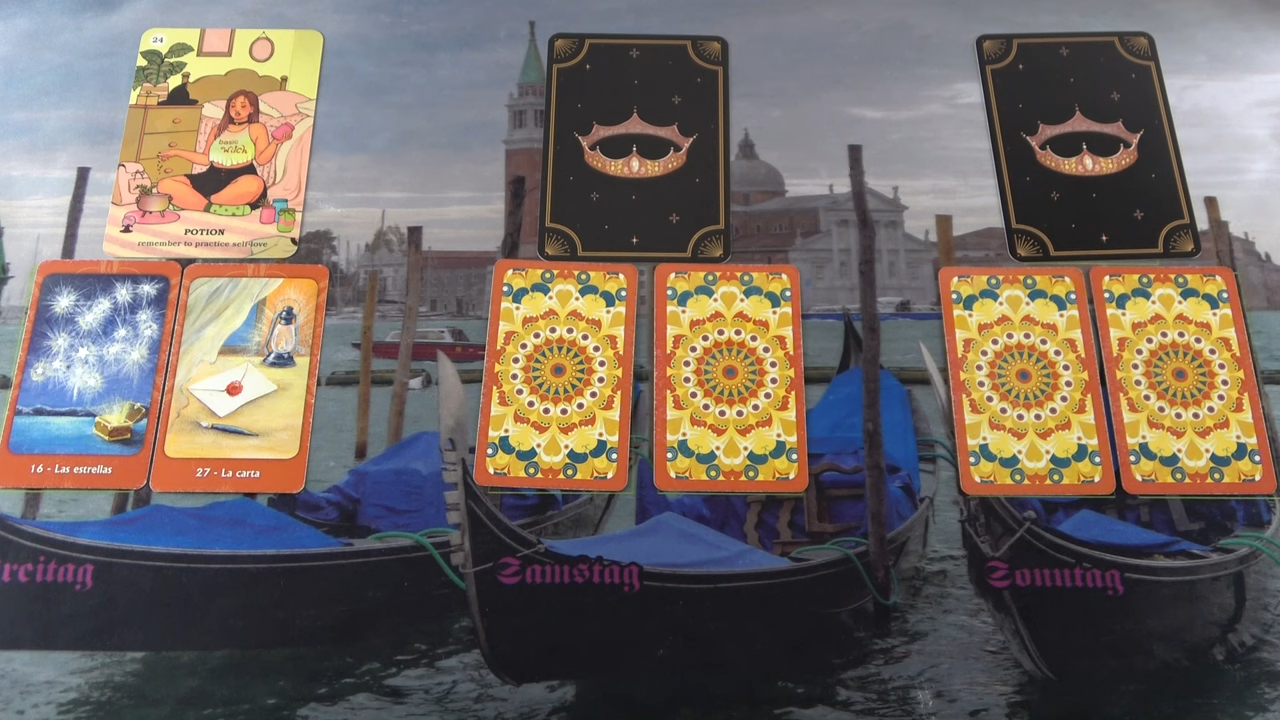 24
basic
Witch
POTION
remember to practice self-love
16 - Las estrellas
27 - La carta
reitag
Samstag
Sonntag